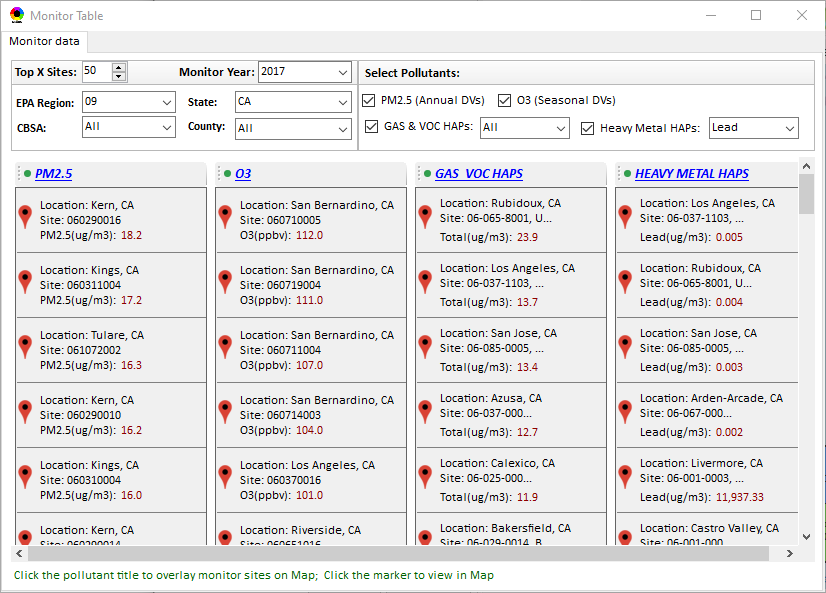 Monitor Table
Monitor data
Top X Sites: 50 Monitor Year: 2017 Select Pollutants:
EPA Region: 09 State: CA PM2.5 (Annual DVs) O3 (Seasonal DVs)
CBSA: All County: All GAS & VOC HAPs: All Heavy Metal HAPs: Lead
PM2.5
Location: Kern, CA
Site: 060290016
PM2.5(ug/m3): 18.2
Location: Kings, CA
Site: 060311004
PM2.5(ug/m3): 17.2
Location: Tulare, CA
Site: 061072002
PM2.5(ug/m3): 16.3
Location: Kern, CA
Site: 060290010
PM2.5(ug/m3): 16.2
Location: Kings, CA
Site: 060310004
PM2.5(ug/m3): 16.0
Location: Kern, CA
Site: 060290014
O3
Location: San Bernardino, CA
Site: 060710005
O3(ppbv): 112.0
Location: San Bernardino, CA
Site: 060719004
O3(ppbv): 111.0
Location: San Bernardino, CA
Site: 060711004
O3(ppbv): 107.0
Location: San Bernardino, CA
Site: 060714003
O3(ppbv): 104.0
Location: Los Angeles, CA
Site: 060370016
O3(ppbv): 101.0
Location: Riverside, CA
Site: 060651016
GAS_VOC HAPS
Location: Rubidoux, CA
Site: 06-065-8001, U...
Total(ug/m3): 23.9
Location: Los Angeles, CA
Site: 06-037-1103, ...
Total(ug/m3): 13.7
Location: San Jose, CA
Site: 06-085-0005, ...
Total(ug/m3): 13.4
Location: Azusa, CA
Site: 06-037-000...
Total(ug/m3): 12.7
Location: Calexico, CA
Site: 06-025-000...
Total(ug/m3): 11.9
Location: Bakersfield, CA
Site: 06-029-0014, B
HEAVY METAL HAPS
Location: Los Angeles, CA
Site: 06-037-1103, ...
Lead(ug/m3): 0.005
Location: Rubidoux, CA
Site: 06-065-8001, U...
Lead(ug/m3): 0.004
Location: San Jose, CA
Site: 06-085-0005, ...
Lead(ug/m3): 0.003
Location: Arden-Arcade, CA
Site: 06-067-000...
Lead(ug/m3): 0.002
Location: Livermore, CA
Site: 06-001-0003, ...
Lead(ug/m3): 11,937.33
Location: Castro Valley, CA
Site: 06-001-000
Click the pollutant title to overlay monitor sites on Map; Click the marker to view in Map